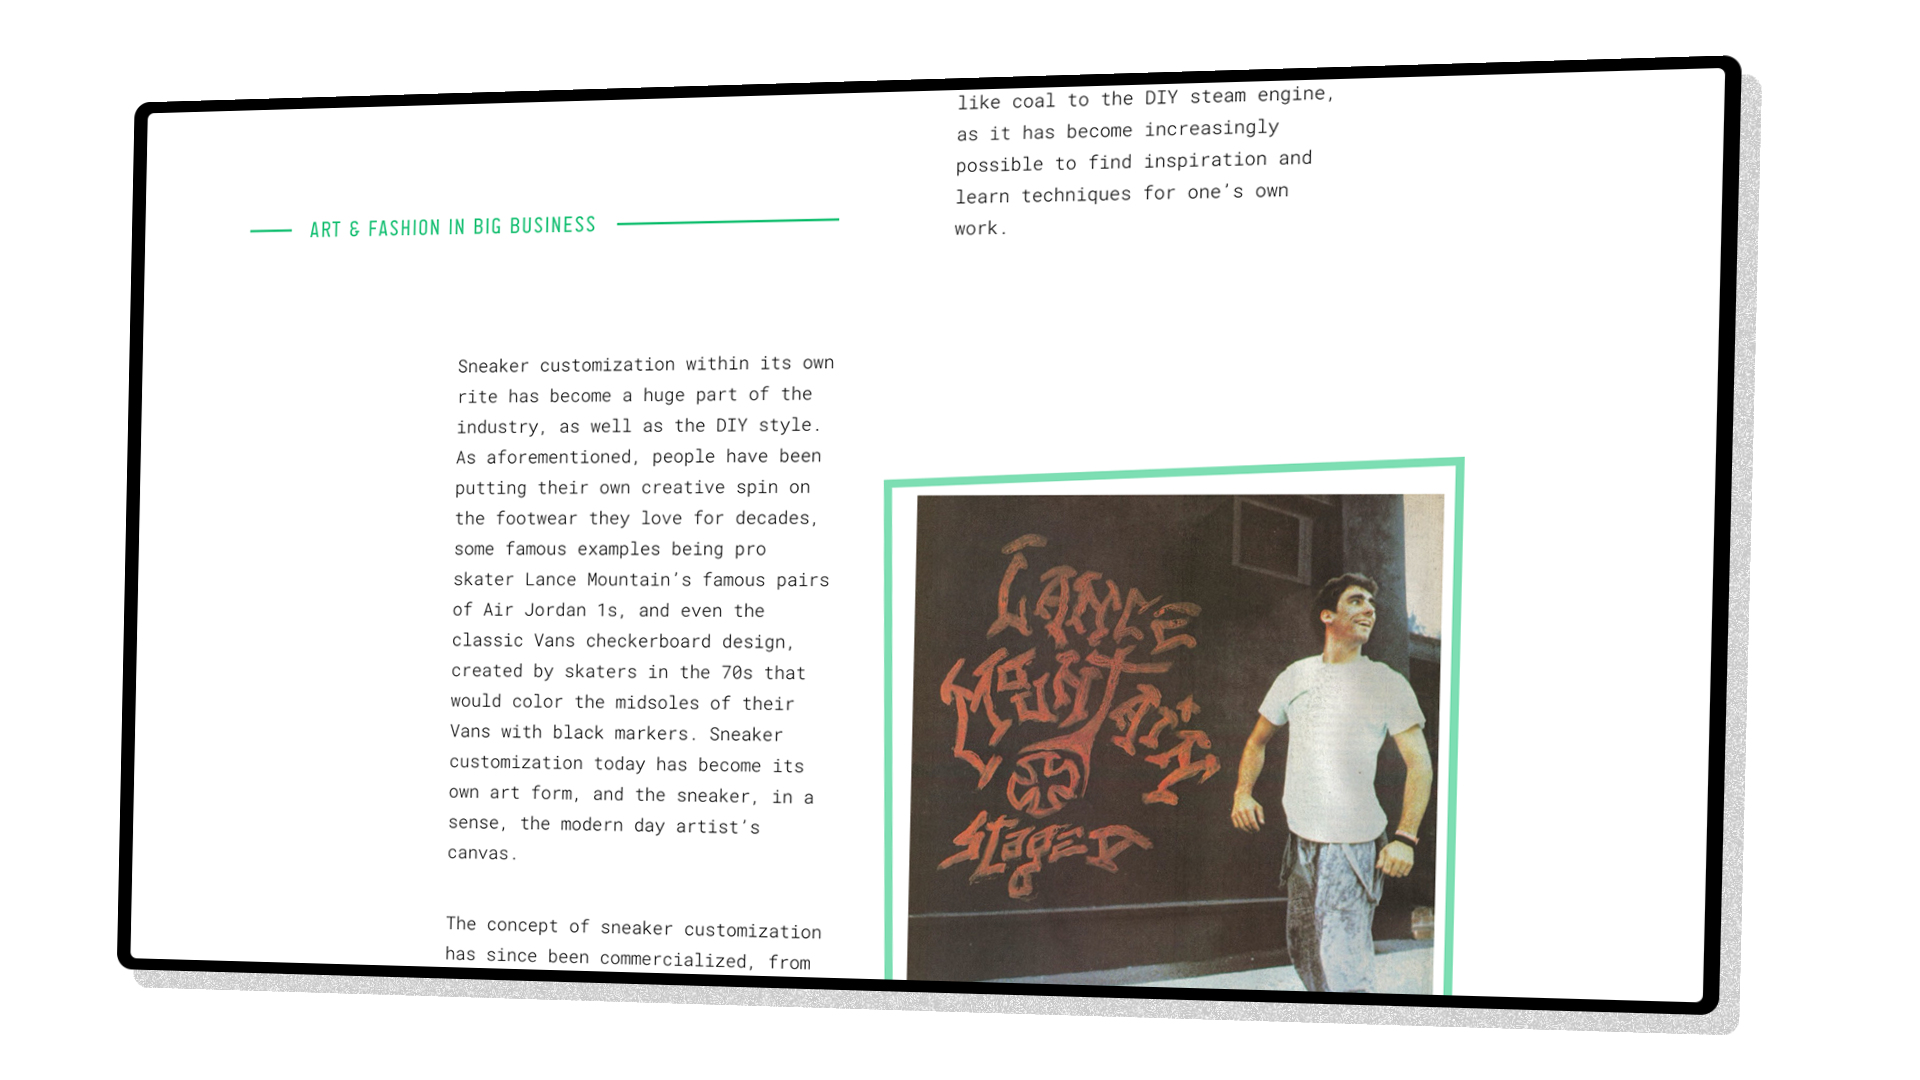 like coal to the DIY steam engine,
as it has become increasingly
possible to find inspiration and
learn techniques for one’s own
work.
ART & FASHION IN BIG BUSINESS
Sneaker customization within its own
rite has become a huge part of the
industry, as well as the DIY style.
As aforementioned, people have been
putting their own creative spin on
the footwear they love for decades,
some famous examples being pro
skater Lance Mountain’s famous pairs
of Air Jordan 1s, and even the
classic Vans checkerboard design,
created by skaters in the 70s that
would color the midsoles of their
Vans with black markers. Sneaker
customization today has become its
own art form, and the sneaker, in a
sense, the modern day artist’s
canvas.
The concept of sneaker customization
has since been commercialized, from
LANCE
MOUNTAIN
STAGED